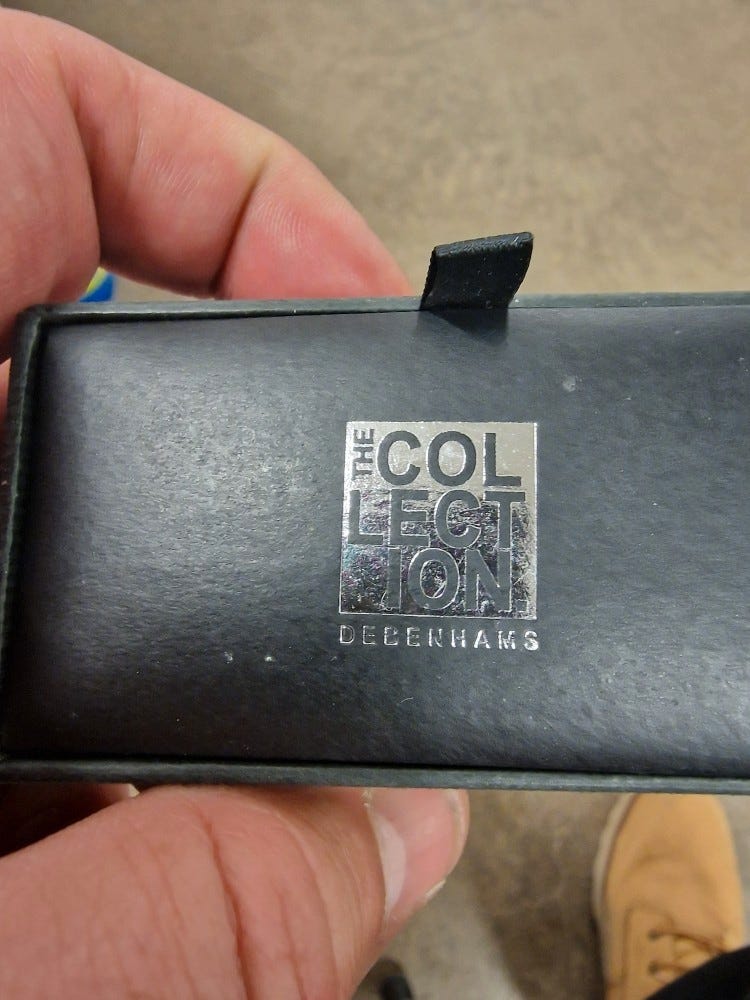 THE
COL
LECT
ION.
DEBENHAMS